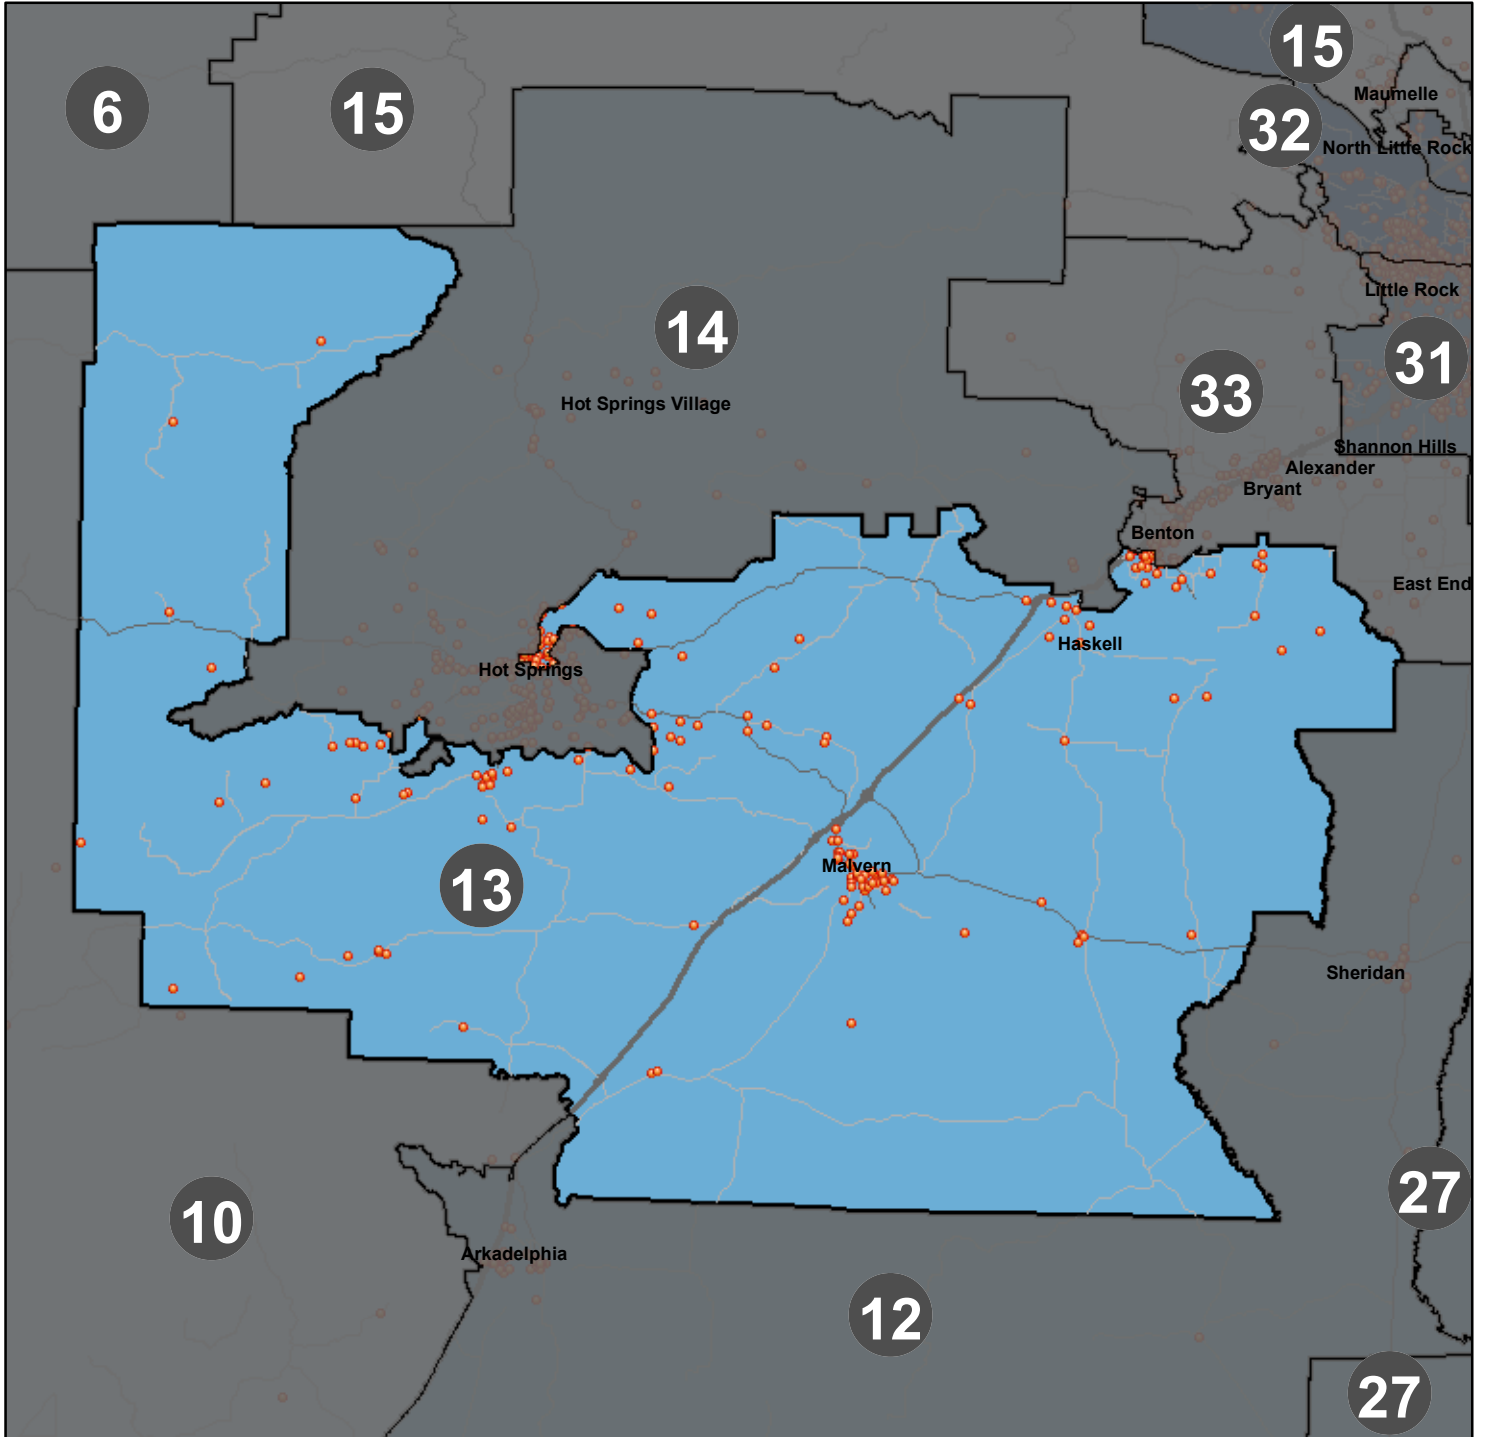 15
6
15
Maumelle
32
North Little Rock
Little Rock
14
31
33
Hot Springs Village
Shannon Hills
Alexander
Bryant
Benton
East End
Haskell
Hot Springs
Malvern
13
Sheridan
27
10
Arkadelphia
12
27